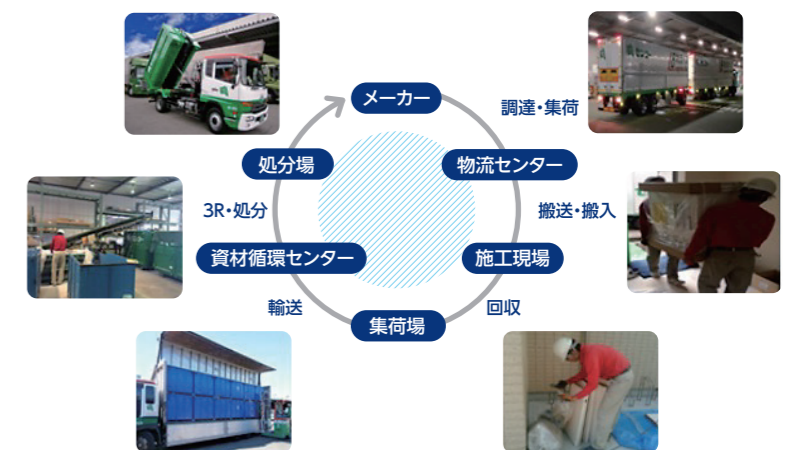 メーカー
調達・集荷
物流センター
搬送・搬入
施工現場
回収
集荷場
輸送
資材循環センター
3R・処分
処分場